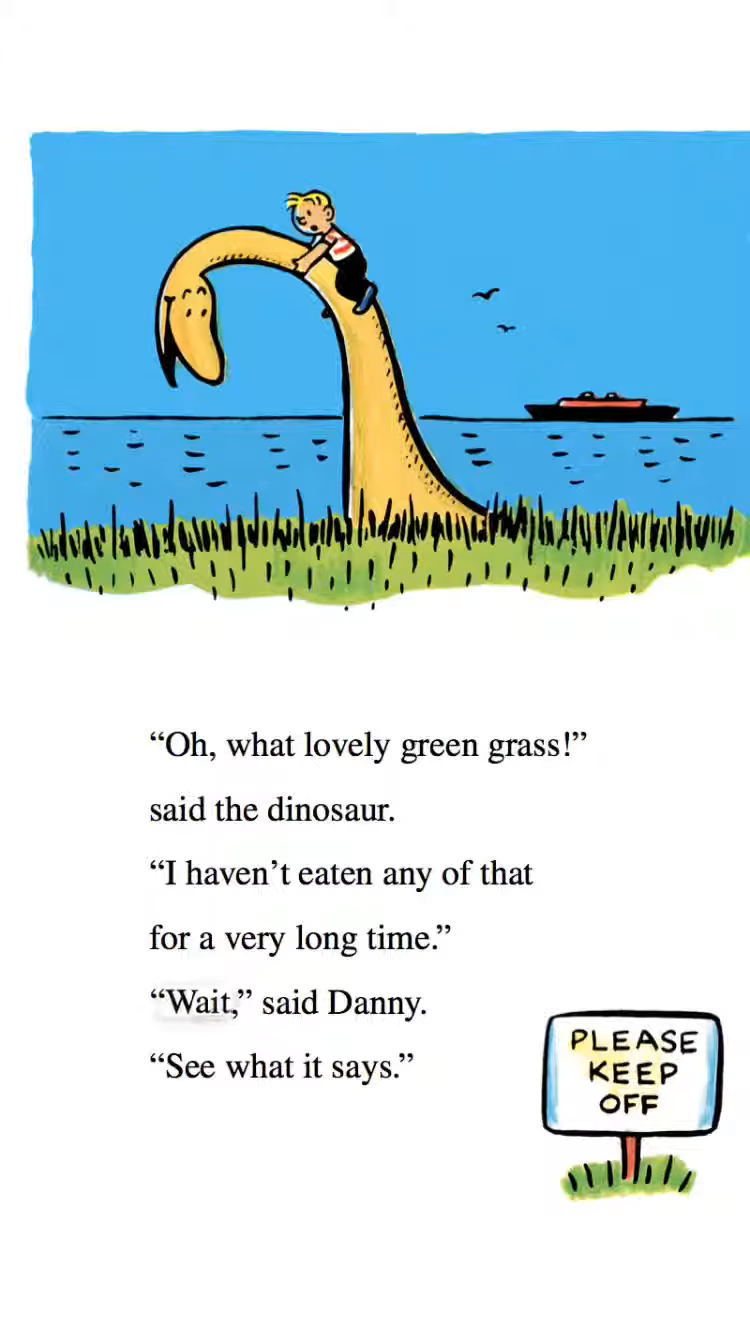 “Oh, what lovely green grass!”
said the dinosaur.
“I haven’t eaten any of that
for a very long time.”
“Wait,” said Danny.
“See what it says.”
PLEASE
KEEP
OFF